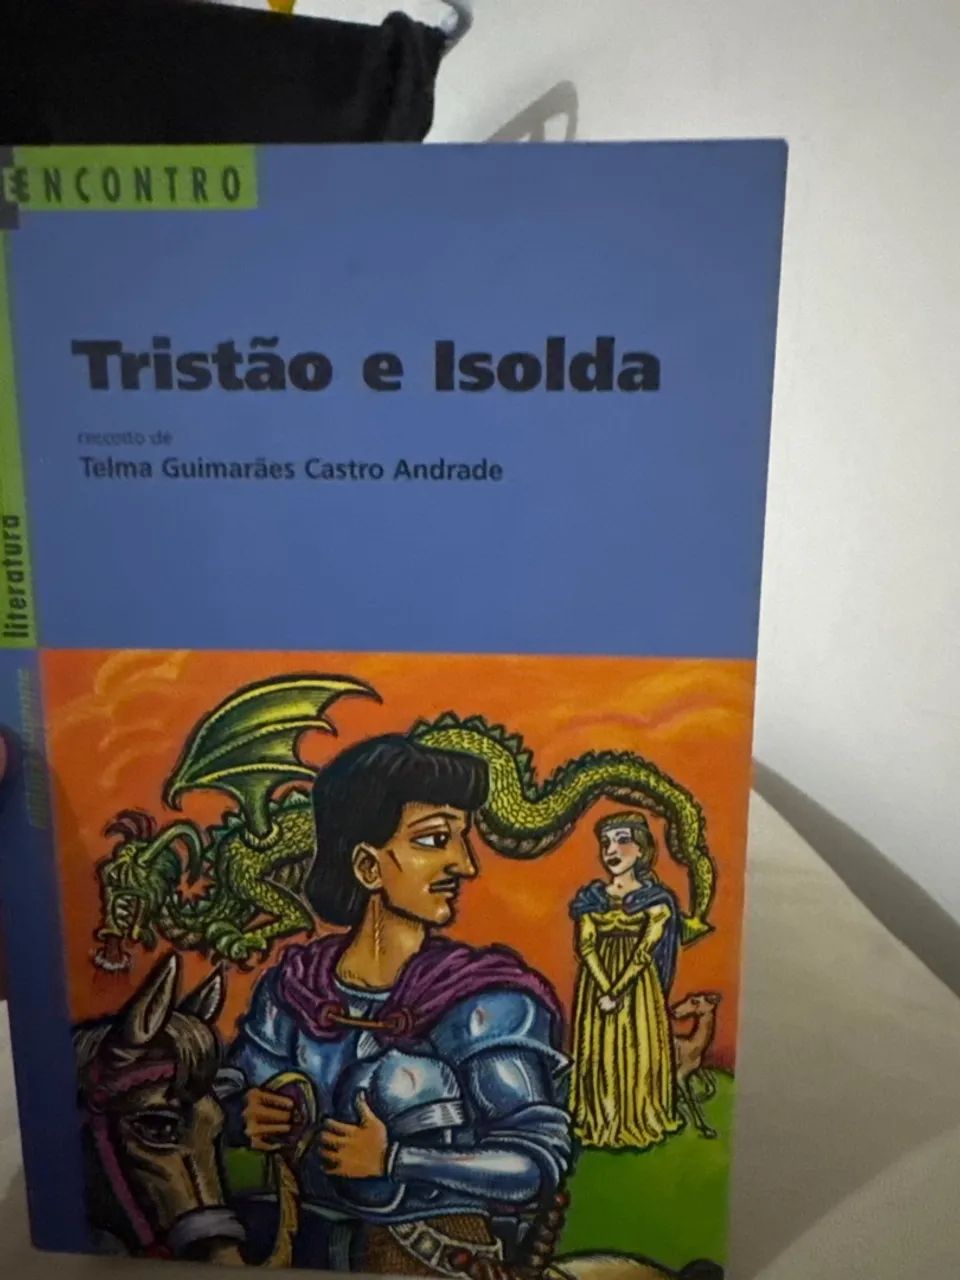 ENCONTRO
Tristão e Isolda
reconto de
Telma Guimarães Castro Andrade
literatura